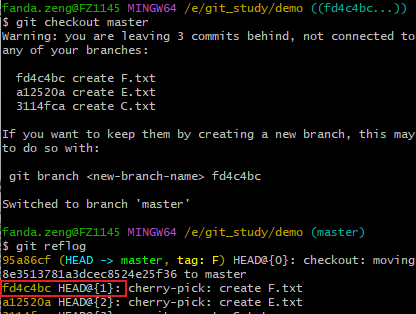 fanda.zeng@FZ1145 MINGW64 /e/git_study/demo ((fd4c4bc...))
$ git checkout master
Warning: you are leaving 3 commits behind, not connected to
any of your branches:
fd4c4bc create F.txt
a12520a create E.txt
3114fca create C.txt
If you want to keep them by creating a new branch, this may
to do so with:
git branch <new-branch-name> fd4c4bc
Switched to branch 'master'
fanda.zeng@FZ1145 MINGW64 /e/git_study/demo (master)
$ git reflog
95a86cf (HEAD -> master, tag: F) HEAD@{0}: checkout: moving
8e3513781a3dcec8524e25f36 to master
fd4c4bc HEAD@{1}: cherry-pick: create F.txt
a12520a HEAD@{2}: cherry-pick: create E.txt